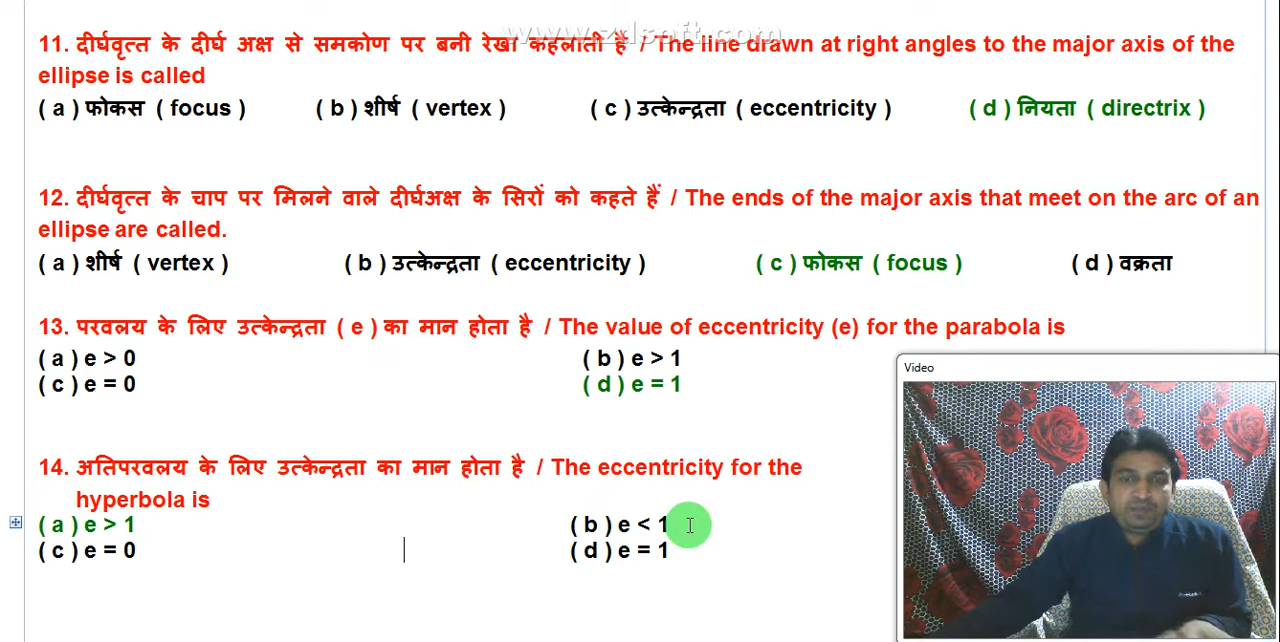 www.zdsoft.com
11. दीर्घवृत्त के दीर्घ अक्ष से समकोण पर बनी रेखा कहलाती है / The line drawn at right angles to the major axis of the
ellipse is called
( a ) फोकस ( focus ) ( b ) शीर्ष ( vertex ) ( c ) उत्केन्द्रता ( eccentricity ) ( d ) नियता ( directrix )
12. दीर्घवृत्त के चाप पर मिलने वाले दीर्घअक्ष के सिरों को कहते हैं / The ends of the major axis that meet on the arc of an
ellipse are called.
( a ) शीर्ष ( vertex ) ( b ) उत्केन्द्रता ( eccentricity ) ( c ) फोकस ( focus ) ( d ) वक्रता
13. परवलय के लिए उत्केन्द्रता ( e ) का मान होता है / The value of eccentricity (e) for the parabola is
( a ) e > 0 ( b ) e > 1
( c ) e = 0 ( d ) e = 1
Video
14. अतिपरवलय के लिए उत्केन्द्रता का मान होता है / The eccentricity for the
hyperbola is
( a ) e > 1 ( b ) e < 1
( c ) e = 0 ( d ) e = 1